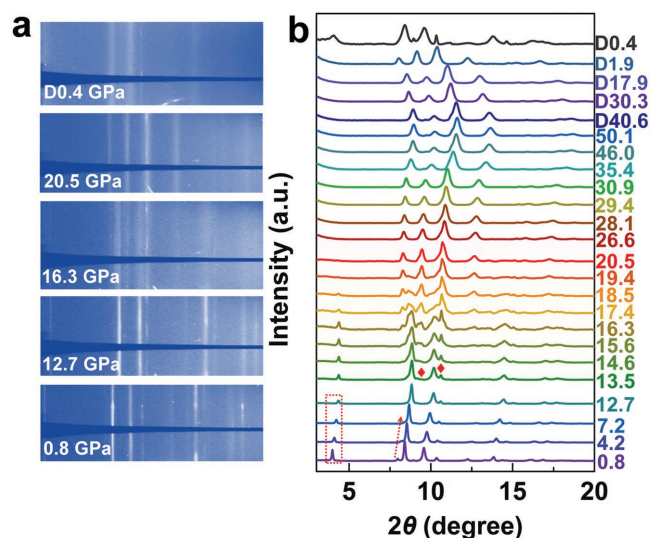 a
D0.4 GPa
20.5 GPa
16.3 GPa
12.7 GPa
0.8 GPa
b
Intensity (a.u.)
D0.4
D1.9
D17.9
D30.3
D40.6
50.1
46.0
35.4
30.9
29.4
28.1
26.6
20.5
19.4
18.5
17.4
16.3
15.6
14.6
13.5
12.7
7.2
4.2
0.8
5 10 15 20
2θ (degree)